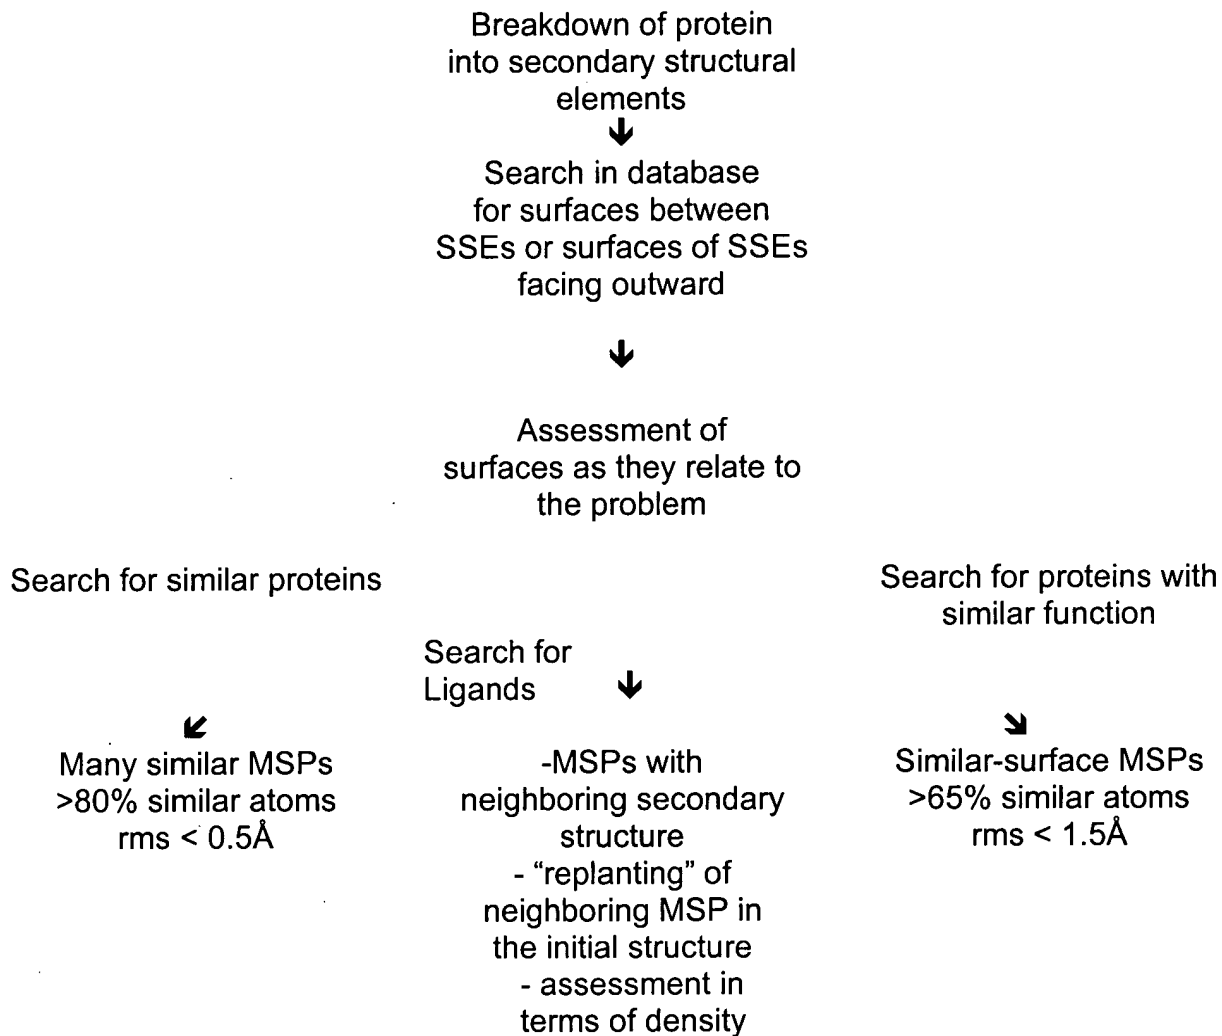 Breakdown of protein
into secondary structural
elements
↓
Search in database
for surfaces between
SSEs or surfaces of SSEs
facing outward
↓
Assessment of
surfaces as they relate to
the problem
Search for similar proteins
Search for proteins with
similar function
Search for
Ligands ↓
↙
Many similar MSPs
>80% similar atoms
rms < 0.5Å
-MSPs with
neighboring secondary
structure
- “replanting” of
neighboring MSP in
the initial structure
- assessment in
terms of density
↘
Similar-surface MSPs
>65% similar atoms
rms < 1.5Å